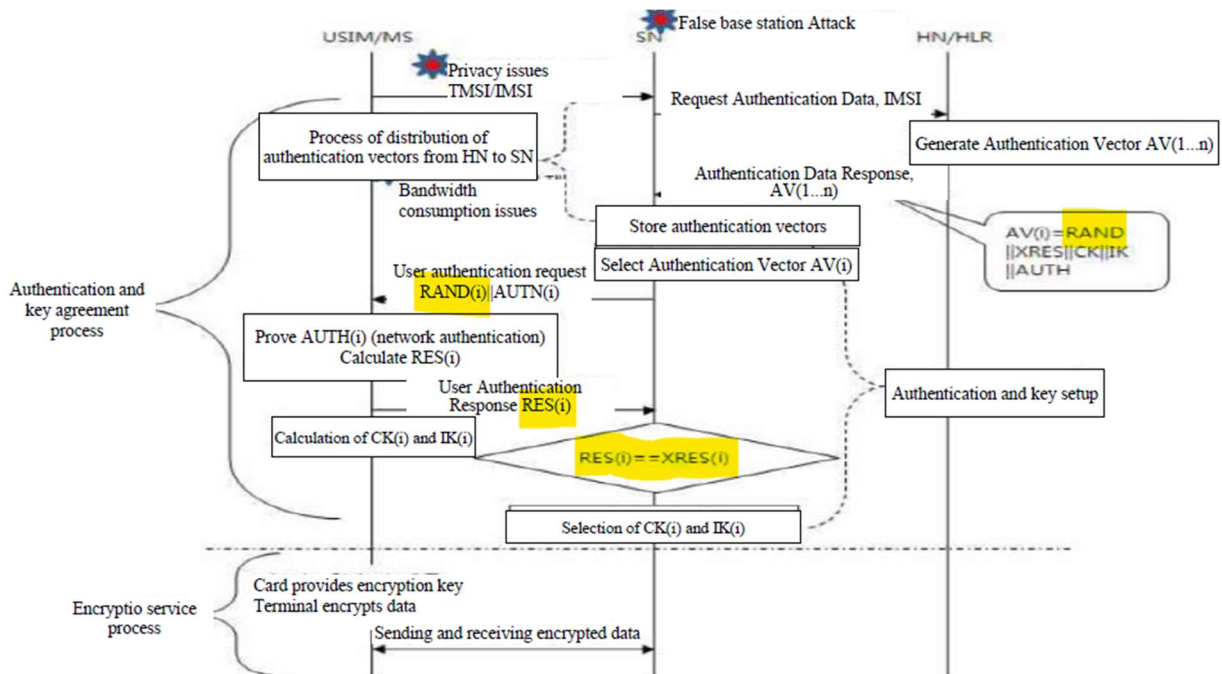 False base station Attack
USIM/MS
SN
HN/HLR
Privacy issues
TMSI/IMSI
Request Authentication Data, IMSI
Process of distribution of
authentication vectors from HN to SN
Generate Authentication Vector AV(1...n)
Authentication Data Response,
AV(1...n)
Bandwidth
consumption issues
Store authentication vectors
AV(i)=RAND
||XRES||CK||IK
||AUTH
Select Authentication Vector AV(i)
User authentication request
RAND(i)||AUTN(i)
Authentication and
key agreement
process
Prove AUTH(i) (network authentication)
Calculate RES(i)
User Authentication
Response RES(i)
Authentication and key setup
Calculation of CK(i) and IK(i)
RES(i)==XRES(i)
Selection of CK(i) and IK(i)
Card provides encryption key
Terminal encrypts data
Encryptio service
process
Sending and receiving encrypted data